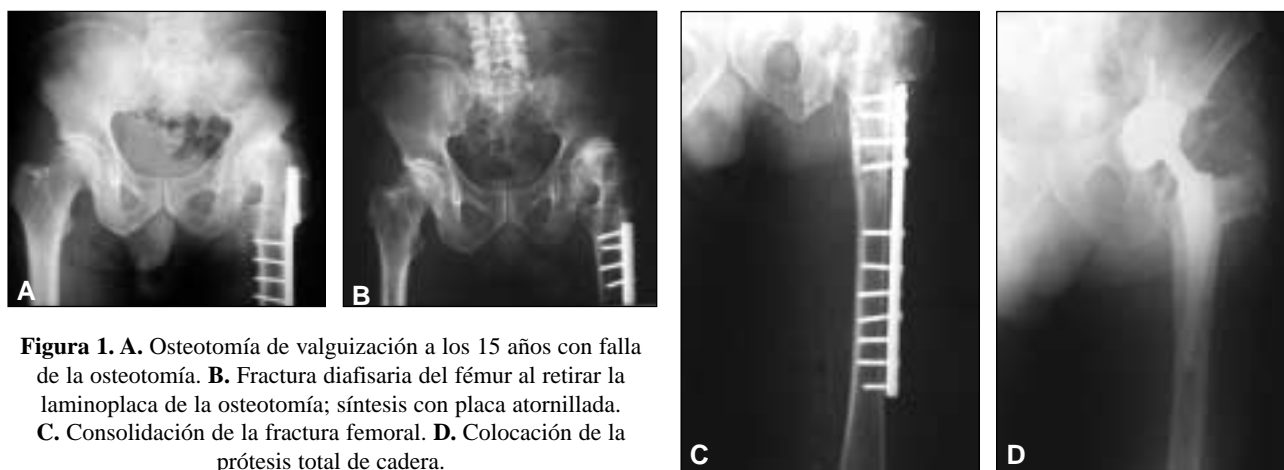 A
B
C
D
Figura 1. A. Osteotomía de valguización a los 15 años con falla
de la osteotomía. B. Fractura diafisaria del fémur al retirar la
laminoplaca de la osteotomía; síntesis con placa atornillada.
C. Consolidación de la fractura femoral. D. Colocación de la
prótesis total de cadera.